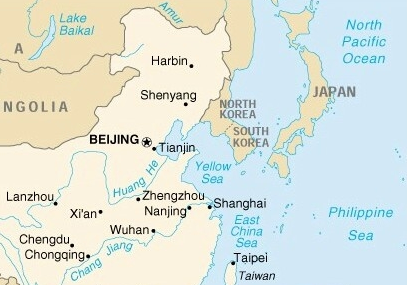 Lake
Baikal
Amur
North
Pacific
Ocean
A
Harbin
Shenyang
JAPAN
NGOLIA
NORTH
KOREA
SOUTH
KOREA
BEIJING
Tianjin
Huang He
Yellow
Sea
Lanzhou
Zhengzhou
Xi'an
Nanjing
Shanghai
Philippine
Sea
East
China
Sea
Wuhan
Chengdu
Chongqing
Chang Jiang
Taipei
Taiwan